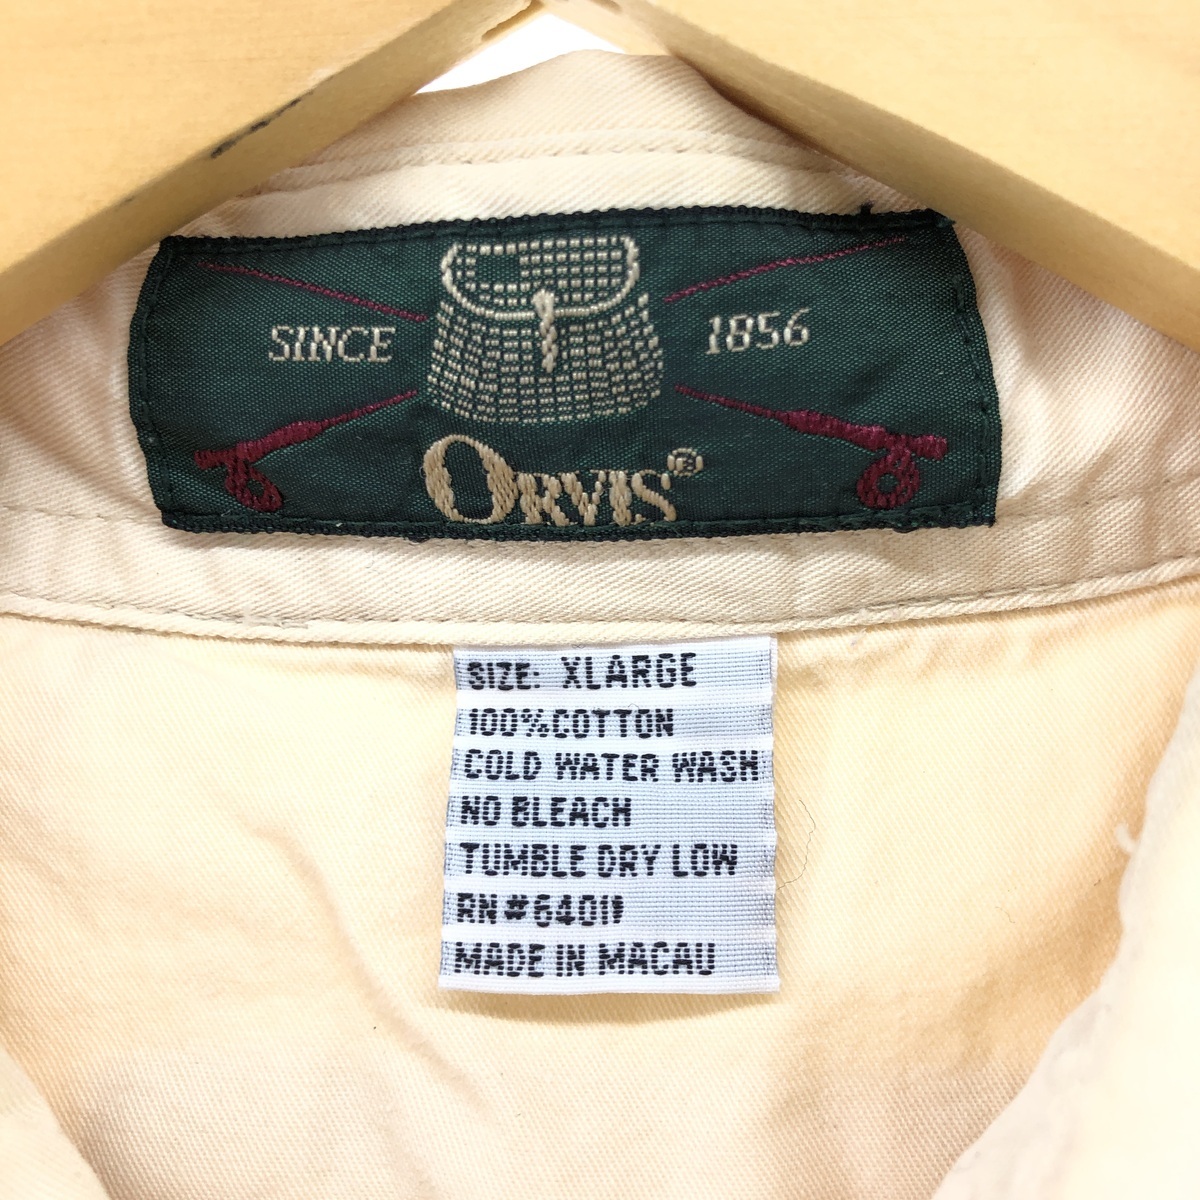 SINCE 1856
ORVIS®
SIZE: XLARGE
100%COTTON
COLD WATER WASH
NO BLEACH
TUMBLE DRY LOW
RN#
MADE IN MACAU